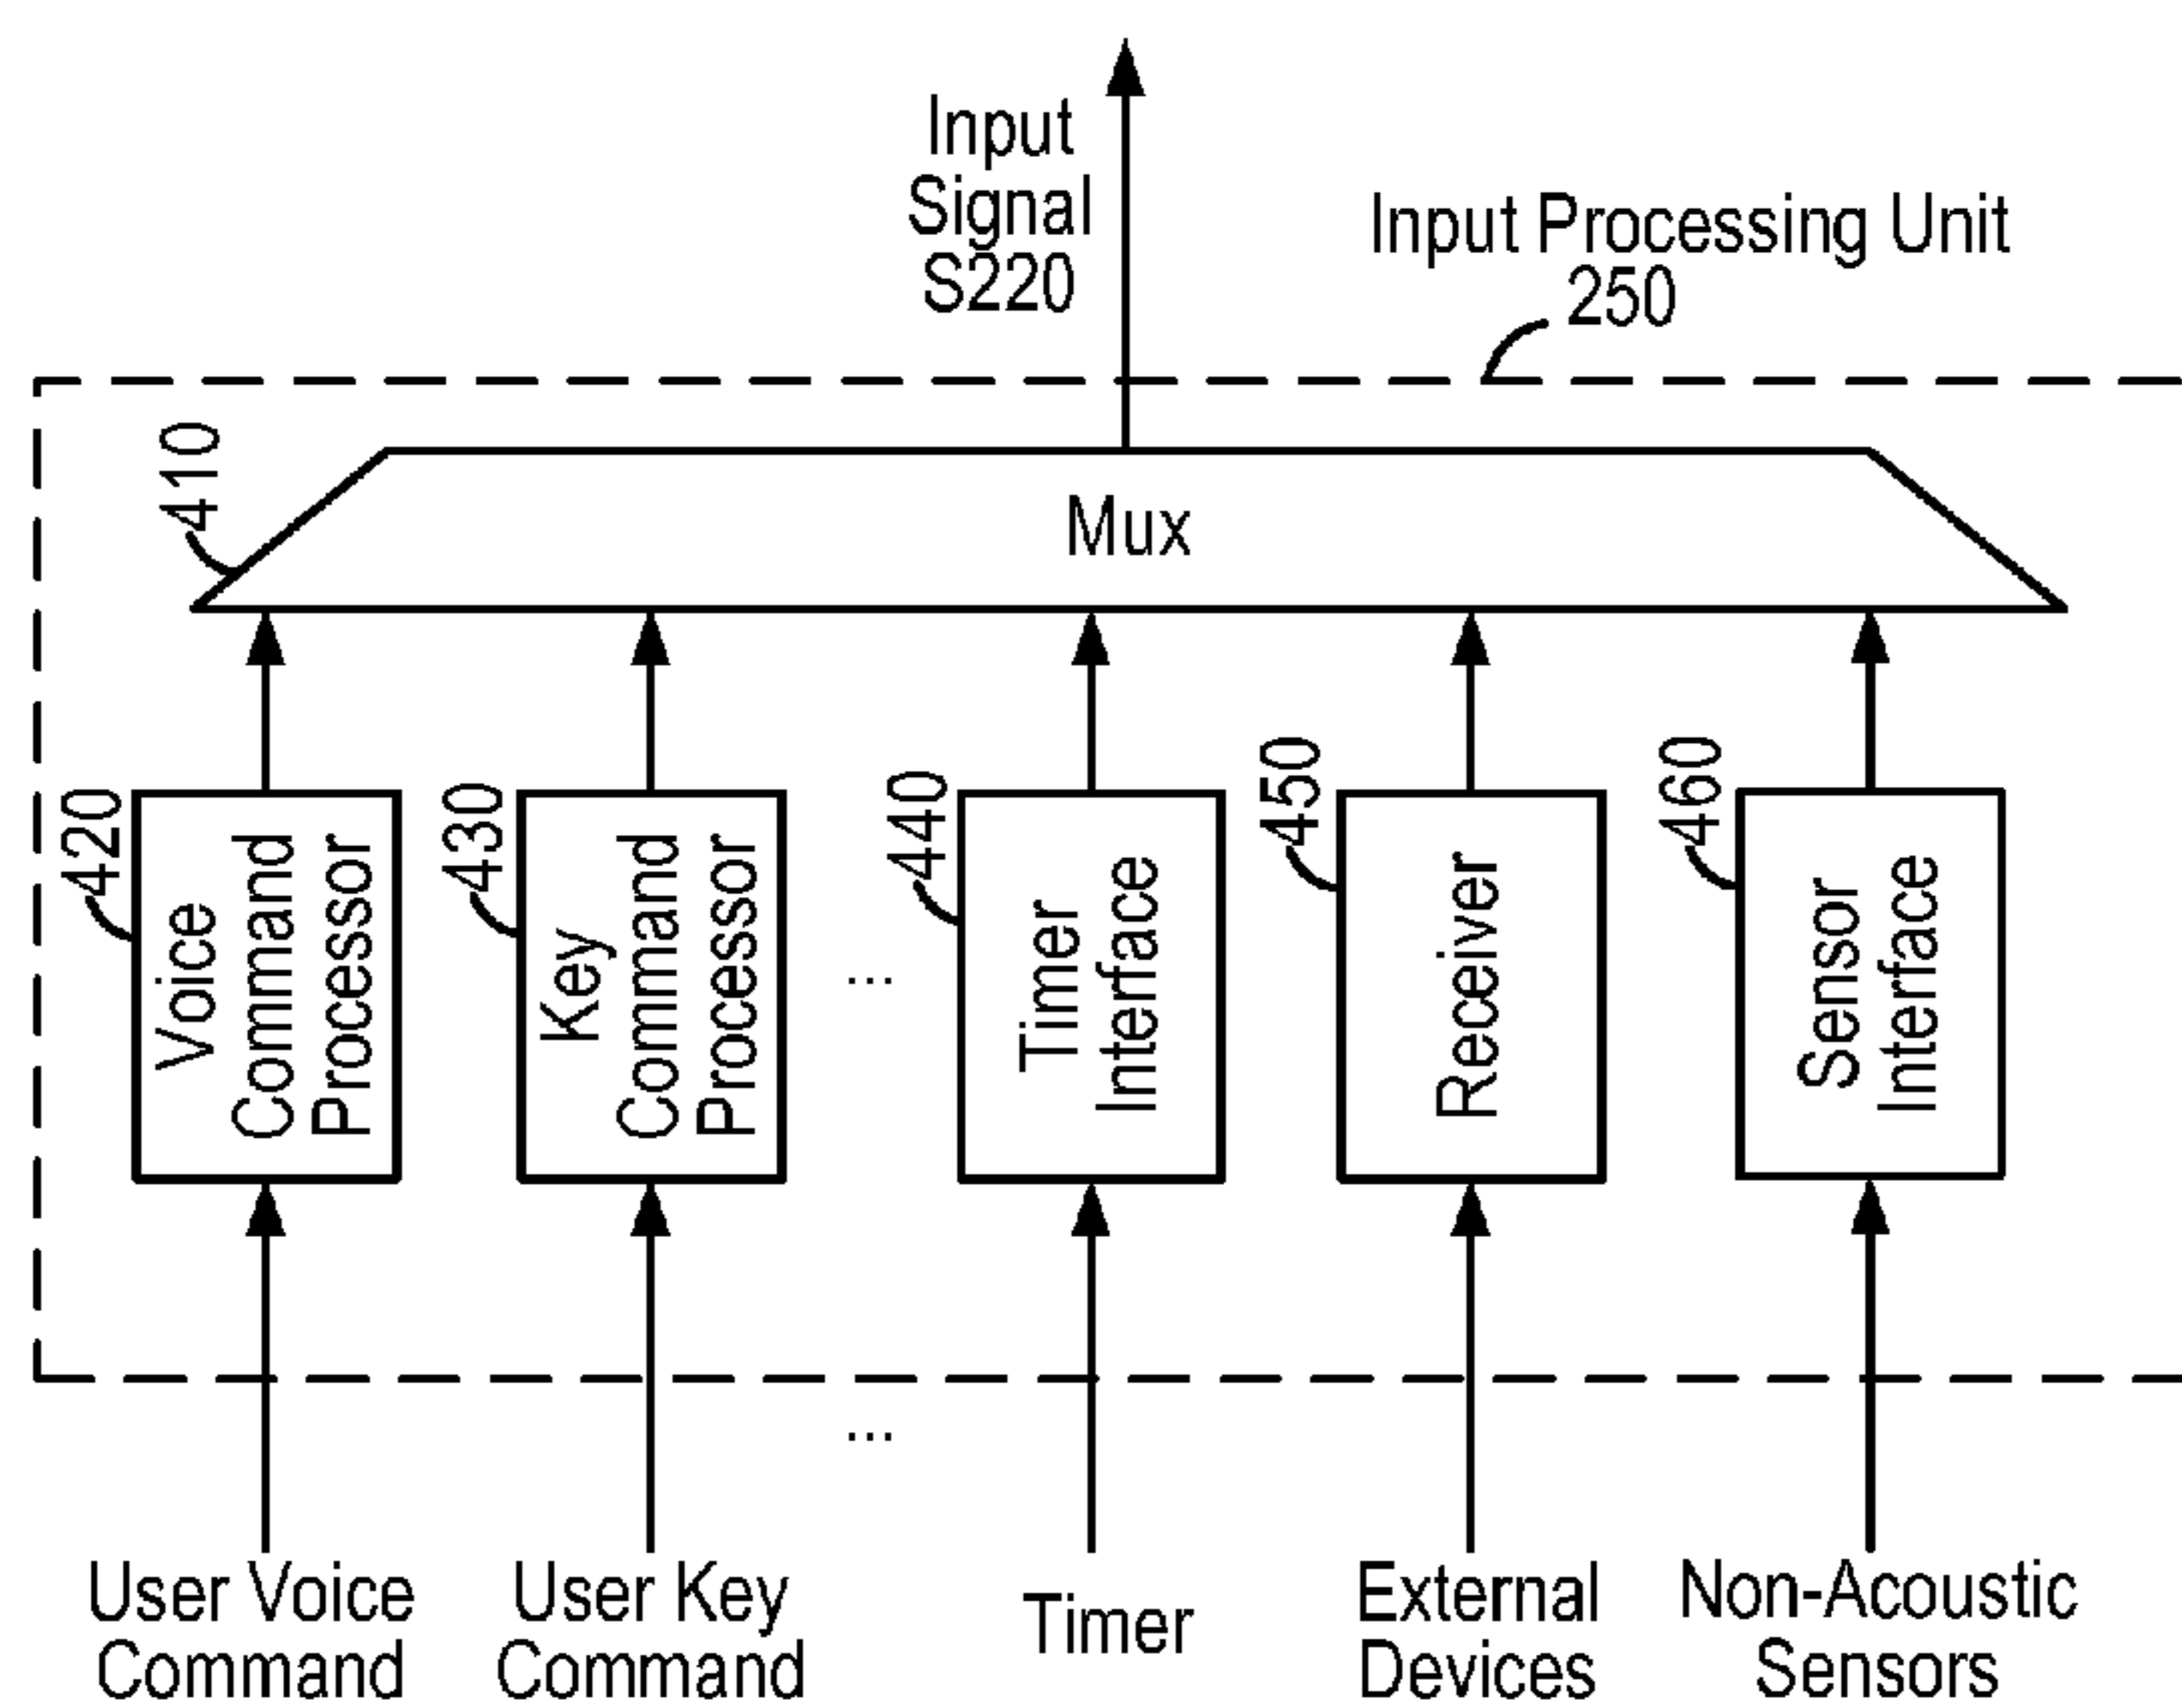 Input
Signal
S220
Input Processing Unit
250
410
Mux
420
Voice
Command
Processor
430
Key
Command
Processor
...
440
Timer
Interface
450
Receiver
460
Sensor
Interface
...
User Voice
Command
User Key
Command
Timer
External
Devices
Non-Acoustic
Sensors